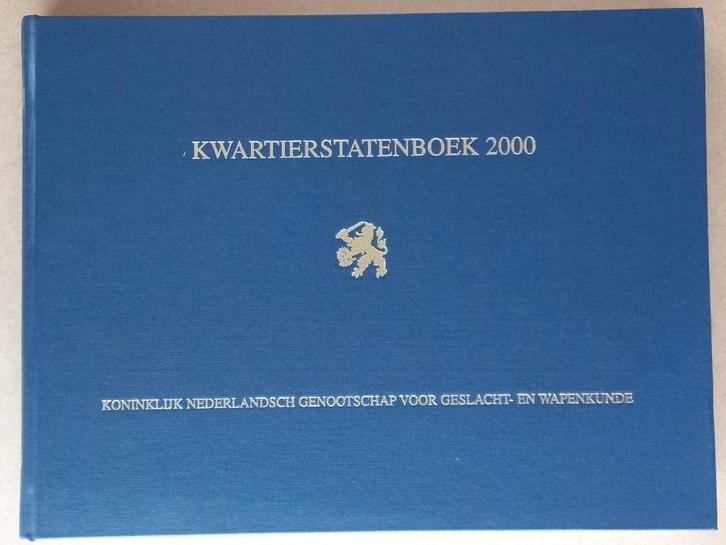 KWARTIERSTATENBOEK 2000
KONINKLIJK NEDERLANDSCH GENOOTSCHAP VOOR GESLACHT- EN WAPENKUNDE